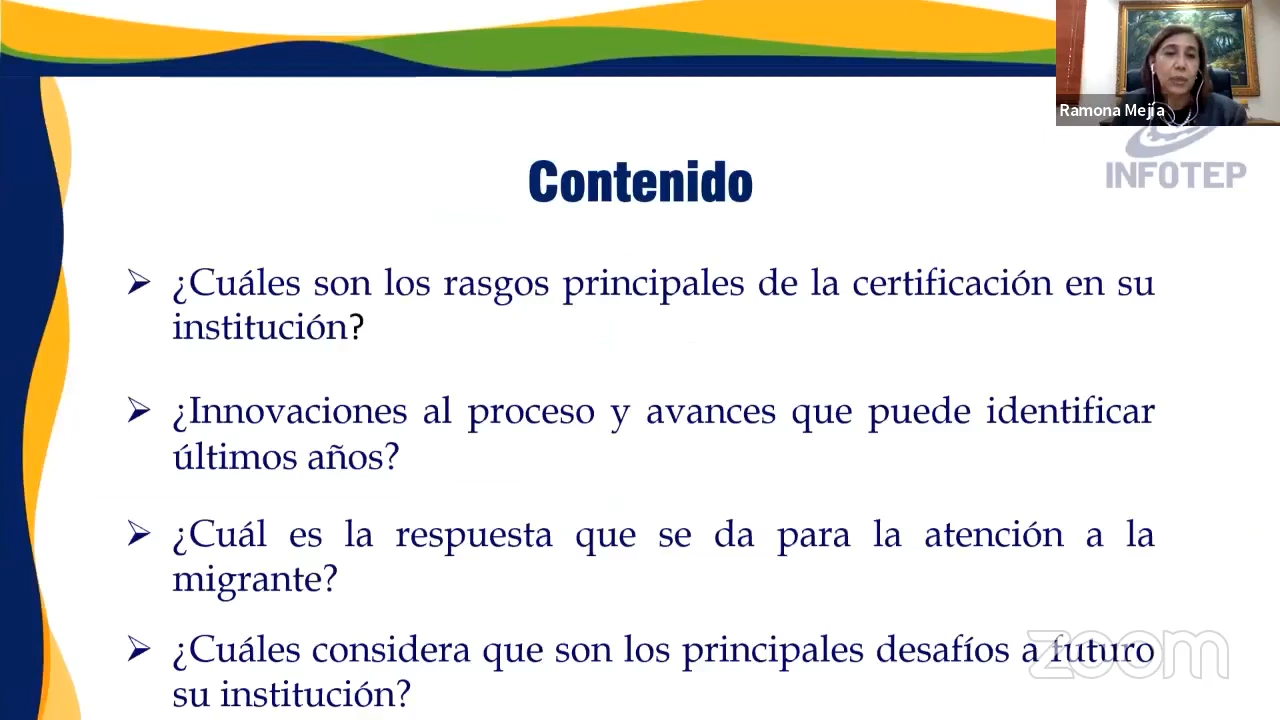 Ramona Mejía
INFOTEP
Contenido
¿Cuáles son los rasgos principales de la certificación en su
institución?
¿Innovaciones al proceso y avances que puede identificar
últimos años?
¿Cuál es la respuesta que se da para la atención a la
migrante?
¿Cuáles considera que son los principales desafíos a futuro
su institución?
zoom